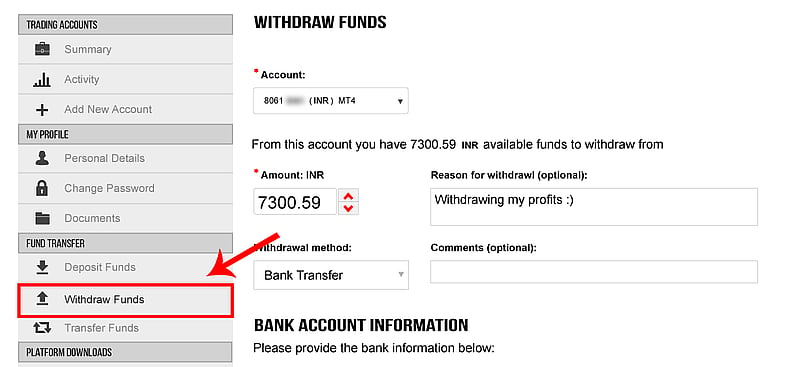 TRADING ACCOUNTS
Summary
Activity
Add New Account
MY PROFILE
Personal Details
Change Password
Documents
FUND TRANSFER
Deposit Funds
Withdraw Funds
Transfer Funds
PLATFORM DOWNLOADS
WITHDRAW FUNDS
* Account:
8061 (INR) MT4
From this account you have 7300.59 INR available funds to withdraw from
* Amount: INR
7300.59
Reason for withdrawl (optional):
Withdrawing my profits :)
Withdrawal method:
Bank Transfer
Comments (optional):
BANK ACCOUNT INFORMATION
Please provide the bank information below: